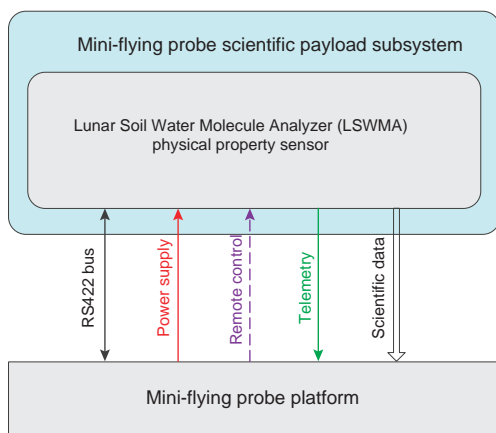 Mini-flying probe scientific payload subsystem
Lunar Soil Water Molecule Analyzer (LSWMA)
physical property sensor
RS422 bus
Power supply
Remote control
Telemetry
Scientific data
Mini-flying probe platform